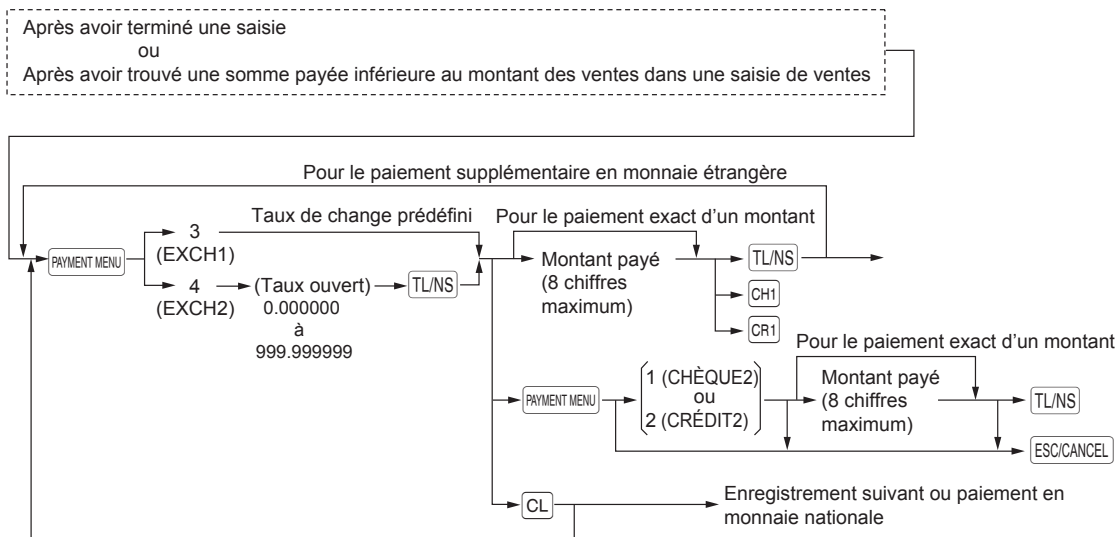 Après avoir terminé une saisie
ou
Après avoir trouvé une somme payée inférieure au montant des ventes dans une saisie de ventes
Pour le paiement supplémentaire en monnaie étrangère
Taux de change prédéfini
Pour le paiement exact d'un montant
PAYMENT MENU
3
(EXCH1)
4
(EXCH2)
(Taux ouvert)
0.000000
à
999.999999
TL/NS
Montant payé
(8 chiffres
maximum)
TL/NS
CH1
CR1
Pour le paiement exact d'un montant
PAYMENT MENU
1 (CHÈQUE2)
ou
2 (CRÉDIT2)
Montant payé
(8 chiffres
maximum)
TL/NS
ESC/CANCEL
CL
Enregistrement suivant ou paiement en
monnaie nationale